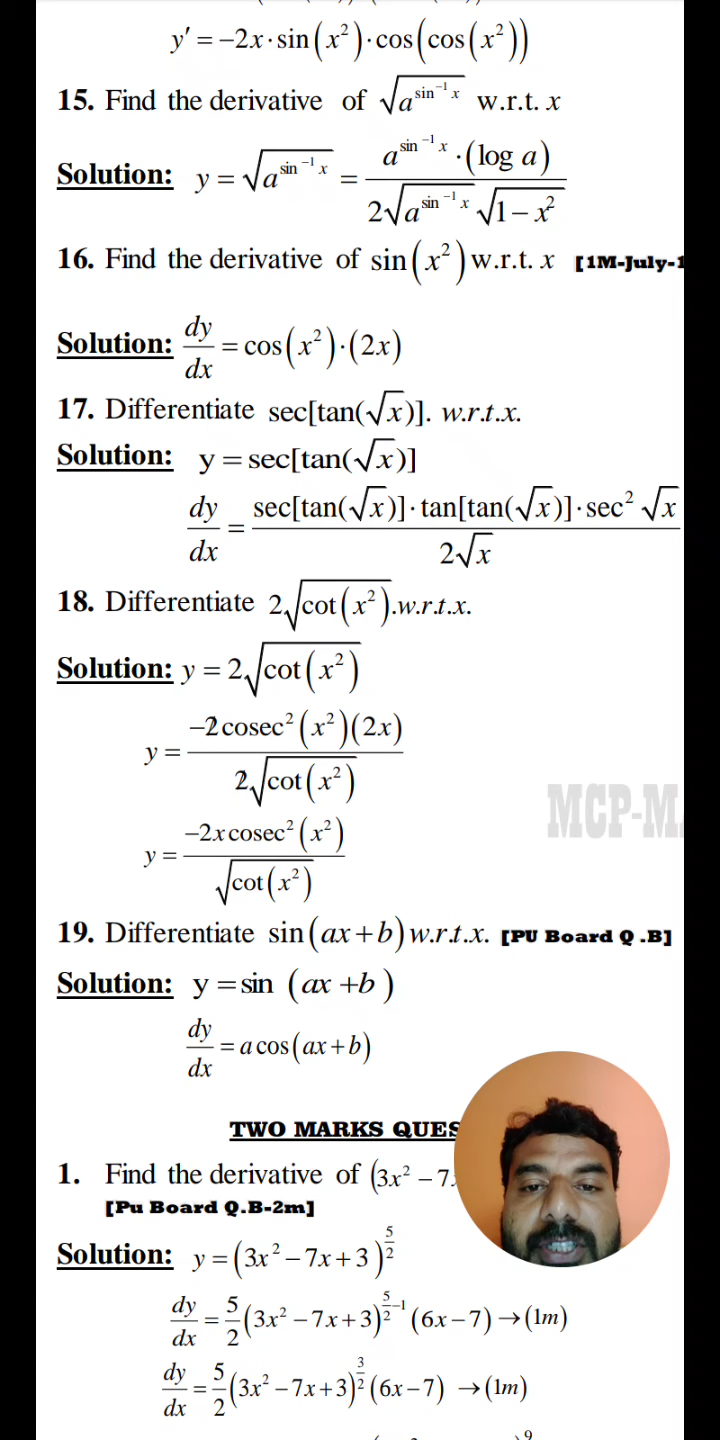 y′ = −2x·sin(x²)·cos(cos(x²))
15. Find the derivative of √(a^(sin⁻¹ x)) w.r.t. x
Solution: y = √(a^(sin⁻¹ x)) = (a^(sin⁻¹ x)·(log a))/(2√(a^(sin⁻¹ x)) √(1−x²))
16. Find the derivative of sin(x²) w.r.t. x [1M-July-1
Solution: dy/dx = cos(x²)·(2x)
17. Differentiate sec[tan(√x)]. w.r.t.x.
Solution: y = sec[tan(√x)]
dy/dx = (sec[tan(√x)]·tan[tan(√x)]·sec² √x)/(2√x)
18. Differentiate 2√(cot(x²)).w.r.t.x.
Solution: y = 2√(cot(x²))
y = (−2cosec²(x²)(2x))/(2√(cot(x²)))
MCP-M
y = (−2x cosec²(x²))/(√(cot(x²)))
19. Differentiate sin(ax+b) w.r.t.x. [PU Board Q .B]
Solution: y = sin (ax +b)
dy/dx = a cos(ax+b)
TWO MARKS QUES
1. Find the derivative of (3x² − 7x
[Pu Board Q.B-2m]
Solution: y = (3x² − 7x + 3)^(5/2)
dy/dx = 5/2 (3x² − 7x + 3)^(5/2 −1) (6x − 7) → (1m)
dy/dx = 5/2 (3x² − 7x + 3)^(3/2) (6x − 7) → (1m)